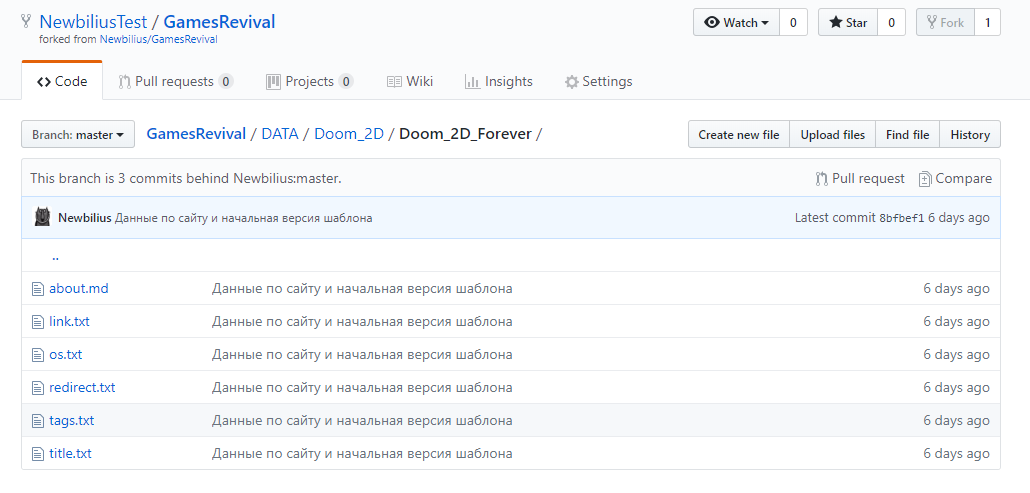 NewbiliusTest / GamesRevival
forked from Newbilius/GamesRevival
Watch 0 Star 0 Fork 1
Code Pull requests 0 Projects 0 Wiki Insights Settings
Branch: master GamesRevival / DATA / Doom_2D / Doom_2D_Forever / Create new file Upload files Find file History
This branch is 3 commits behind Newbilius:master. Pull request Compare
Newbilius Данные по сайту и начальная версия шаблона Latest commit 8bfbef1 6 days ago
..
about.md Данные по сайту и начальная версия шаблона 6 days ago
link.txt Данные по сайту и начальная версия шаблона 6 days ago
os.txt Данные по сайту и начальная версия шаблона 6 days ago
redirect.txt Данные по сайту и начальная версия шаблона 6 days ago
tags.txt Данные по сайту и начальная версия шаблона 6 days ago
title.txt Данные по сайту и начальная версия шаблона 6 days ago